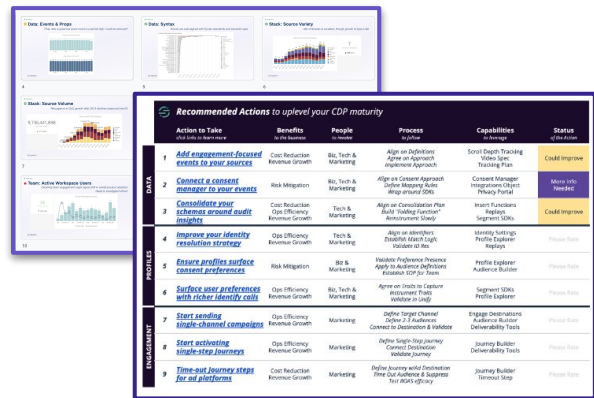 Data: Events & Props
Data: Syntax
Stack: Source Variety
4
5
6
Stack: Source Volume
7
Team: Active Workspace Users
10
Recommended Actions to uplevel your CDP maturity
Action to Take
click links to learn more
Benefits
to the business
People
to involve
Process
to follow
Capabilities
to leverage
Status
of the Action
DATA
1
Add engagement-focused
events to your sources
Cost Reduction
Revenue Growth
Biz, Tech &
Marketing
Align on Definitions
Agree on Approach
Implement Approach
Scroll Depth Tracking
Video Spec
Tracking Plan
Could Improve
2
Connect a consent
manager to your events
Risk Mitigation
Biz, Tech &
Marketing
Align on Consent Approach
Define Mapping Rules
Wrap around SDKs
Consent Manager
Integrations Object
Privacy Portal
More Info
Needed
3
Consolidate your
schemas around audit
insights
Cost Reduction
Ops Efficiency
Revenue Growth
Tech &
Marketing
Align on Consolidation Plan
Build "Folding Function"
Reinstrument Slowly
Insert Functions
Replays
Segment SDKs
Could Improve
PROFILES
4
Improve your identity
resolution strategy
Ops Efficiency
Revenue Growth
Tech &
Marketing
Align on Identifiers
Establish Match Logic
Validate ID Res
Identity Settings
Profile Explorer
Replays
Please Rate
5
Ensure profiles surface
consent preferences
Risk Mitigation
Biz &
Marketing
Validate Preference Presence
Apply to Audience Definitions
Establish SOP for Team
Profile Explorer
Audience Builder
Please Rate
6
Surface user preferences
with richer identify calls
Ops Efficiency
Revenue Growth
Biz, Tech &
Marketing
Agree on Traits to Capture
Instrument Traits
Validate in Unify
Segment SDKs
Profile Explorer
Please Rate
ENGAGEMENT
7
Start sending
single-channel campaigns
Ops Efficiency
Revenue Growth
Marketing
Define Target Channel
Define 2-3 Audiences
Connect to Destination & Validate
Engage Destinations
Audience Builder
Deliverability Tools
Please Rate
8
Start activating
single-step Journeys
Ops Efficiency
Revenue Growth
Marketing
Define Single-Step Journey
Connect Destination
Validate Journey
Journey Builder
Deliverability Tools
Please Rate
9
Time-out Journey steps
for ad platforms
Cost Reduction
Revenue Growth
Marketing
Define Journey w/Ad Destination
Time Out Audience & Suppress
Test ROAS efficacy
Journey Builder
Timeout Step
Please Rate